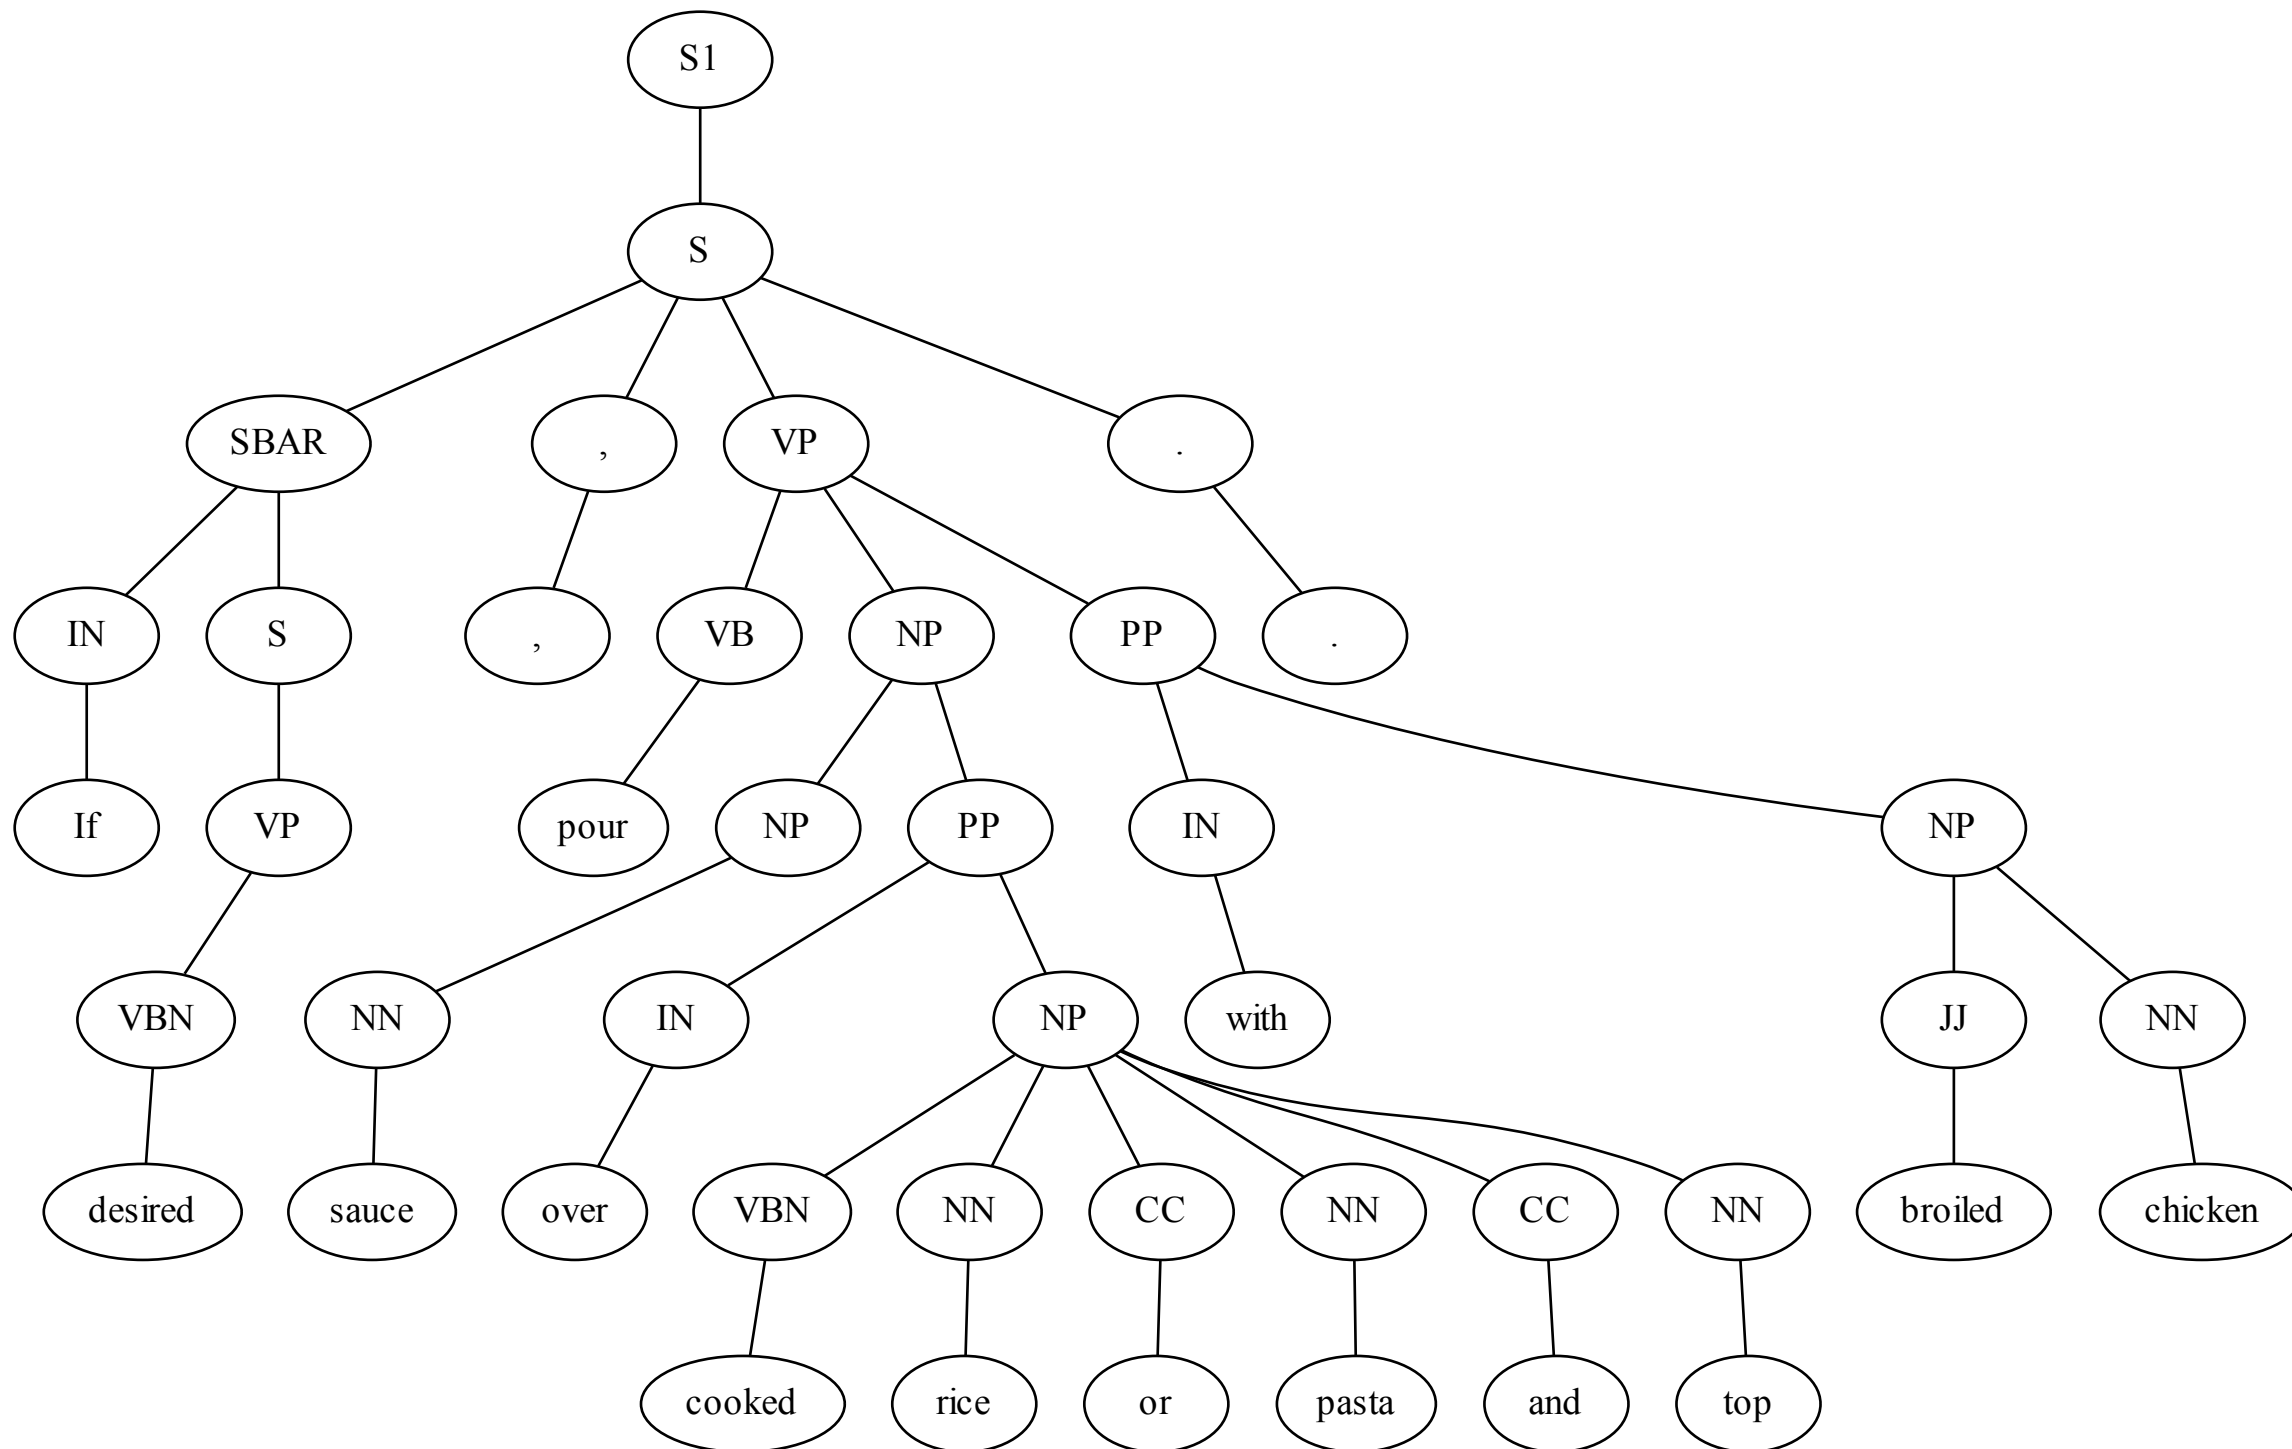 S1
S
SBAR , VP .
IN S , VB NP PP .
If VP pour NP PP IN NP
VBN NN IN NP with JJ NN
desired sauce over VBN NN CC NN CC NN broiled chicken
cooked rice or pasta and top